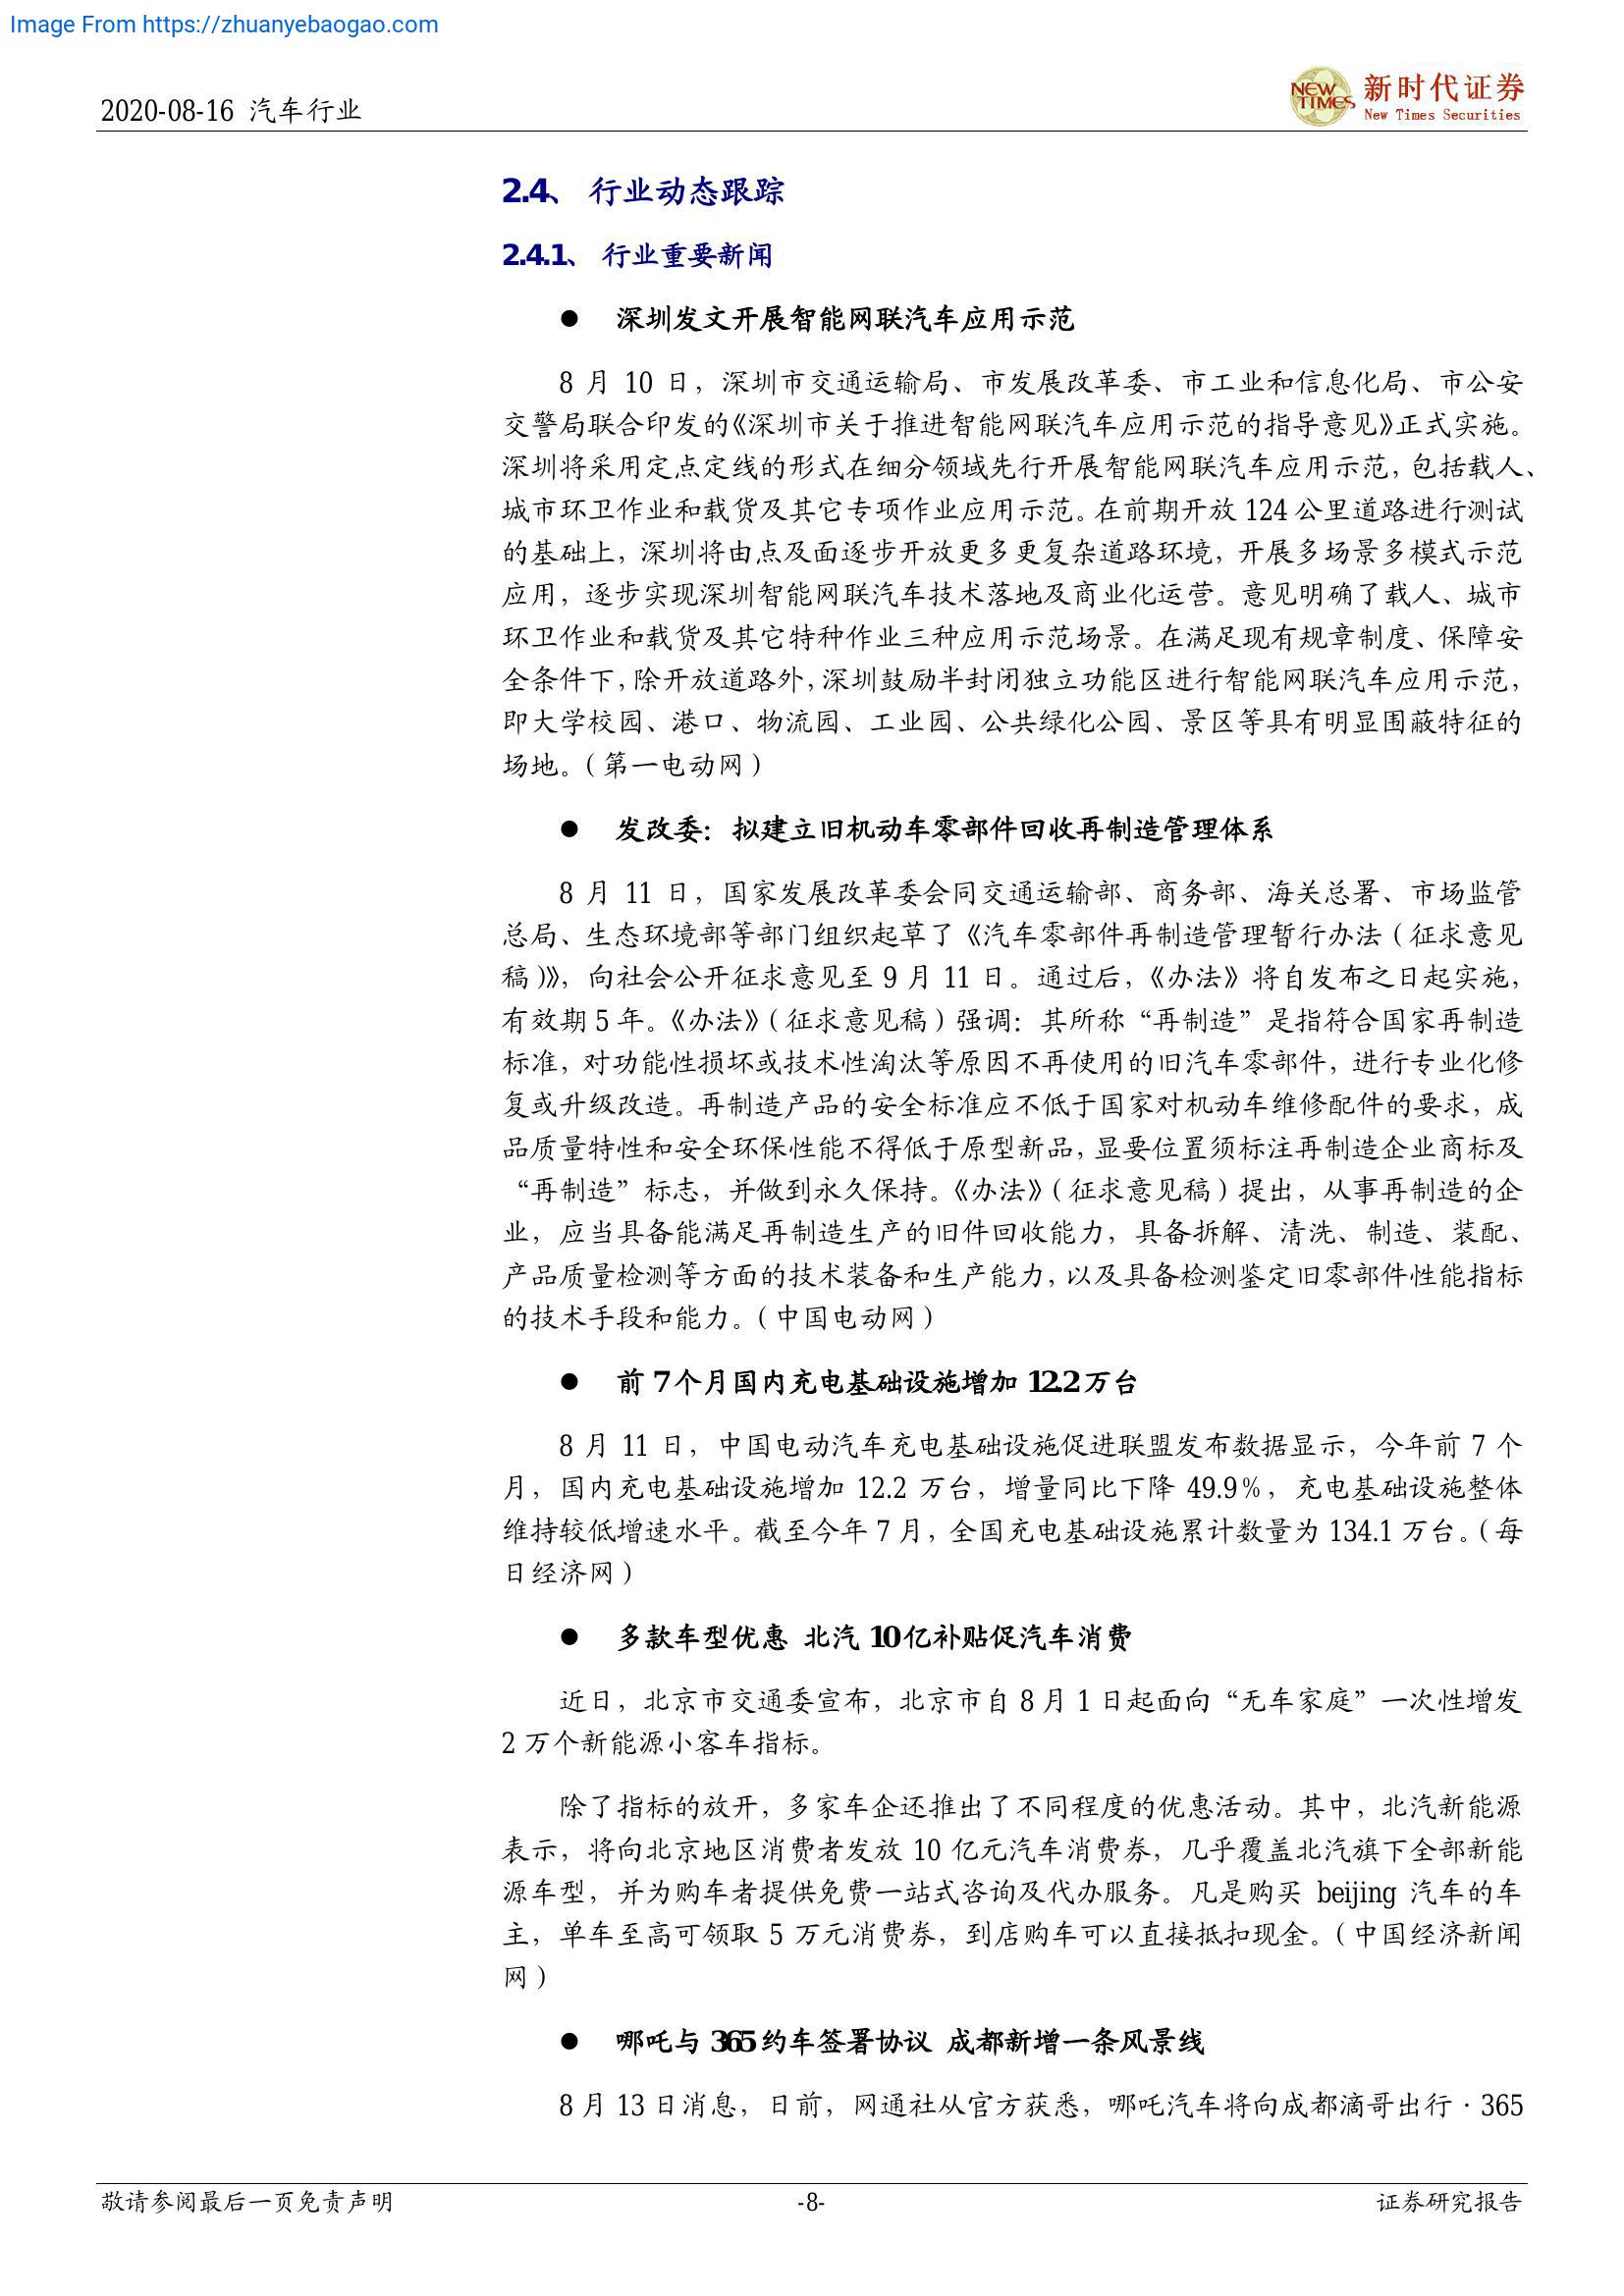 Image From https://zhuanyebaogao.com
2020-08-16 汽车行业
NEW TIMES
新时代证券
New Times Securities
2.4、 行业动态跟踪
2.4.1、 行业重要新闻
● 深圳发文开展智能网联汽车应用示范
8 月 10 日，深圳市交通运输局、市发展改革委、市工业和信息化局、市公安
交警局联合印发的《深圳市关于推进智能网联汽车应用示范的指导意见》正式实施。
深圳将采用定点定线的形式在细分领域先行开展智能网联汽车应用示范，包括载人、
城市环卫作业和载货及其它专项作业应用示范。在前期开放 124 公里道路进行测试
的基础上，深圳将由点及面逐步开放更多更复杂道路环境，开展多场景多模式示范
应用，逐步实现深圳智能网联汽车技术落地及商业化运营。意见明确了载人、城市
环卫作业和载货及其它特种作业三种应用示范场景。在满足现有规章制度、保障安
全条件下，除开放道路外，深圳鼓励半封闭独立功能区进行智能网联汽车应用示范，
即大学校园、港口、物流园、工业园、公共绿化公园、景区等具有明显围蔽特征的
场地。（第一电动网）
● 发改委：拟建立旧机动车零部件回收再制造管理体系
8 月 11 日，国家发展改革委会同交通运输部、商务部、海关总署、市场监管
总局、生态环境部等部门组织起草了《汽车零部件再制造管理暂行办法（征求意见
稿）》，向社会公开征求意见至 9 月 11 日。通过后，《办法》将自发布之日起实施，
有效期 5 年。《办法》（征求意见稿）强调：其所称“再制造”是指符合国家再制造
标准，对功能性损坏或技术性淘汰等原因不再使用的旧汽车零部件，进行专业化修
复或升级改造。再制造产品的安全标准应不低于国家对机动车维修配件的要求，成
品质量特性和安全环保性能不得低于原型新品，显要位置须标注再制造企业商标及
“再制造”标志，并做到永久保持。《办法》（征求意见稿）提出，从事再制造的企
业，应当具备能满足再制造生产的旧件回收能力，具备拆解、清洗、制造、装配、
产品质量检测等方面的技术装备和生产能力，以及具备检测鉴定旧零部件性能指标
的技术手段和能力。（中国电动网）
● 前 7 个月国内充电基础设施增加 12.2 万台
8 月 11 日，中国电动汽车充电基础设施促进联盟发布数据显示，今年前 7 个
月，国内充电基础设施增加 12.2 万台，增量同比下降 49.9%，充电基础设施整体
维持较低增速水平。截至今年 7 月，全国充电基础设施累计数量为 134.1 万台。（每
日经济网）
● 多款车型优惠 北汽 10 亿补贴促汽车消费
近日，北京市交通委宣布，北京市自 8 月 1 日起面向“无车家庭”一次性增发
2 万个新能源小客车指标。
除了指标的放开，多家车企还推出了不同程度的优惠活动。其中，北汽新能源
表示，将向北京地区消费者发放 10 亿元汽车消费券，几乎覆盖北汽旗下全部新能
源车型，并为购车者提供免费一站式咨询及代办服务。凡是购买 beijing 汽车的车
主，单车至高可领取 5 万元消费券，到店购车可以直接抵扣现金。（中国经济新闻
网）
● 哪吒与 365 约车签署协议 成都新增一条风景线
8 月 13 日消息，日前，网通社从官方获悉，哪吒汽车将向成都滴哥出行 · 365
敬请参阅最后一页免责声明
-8-
证券研究报告